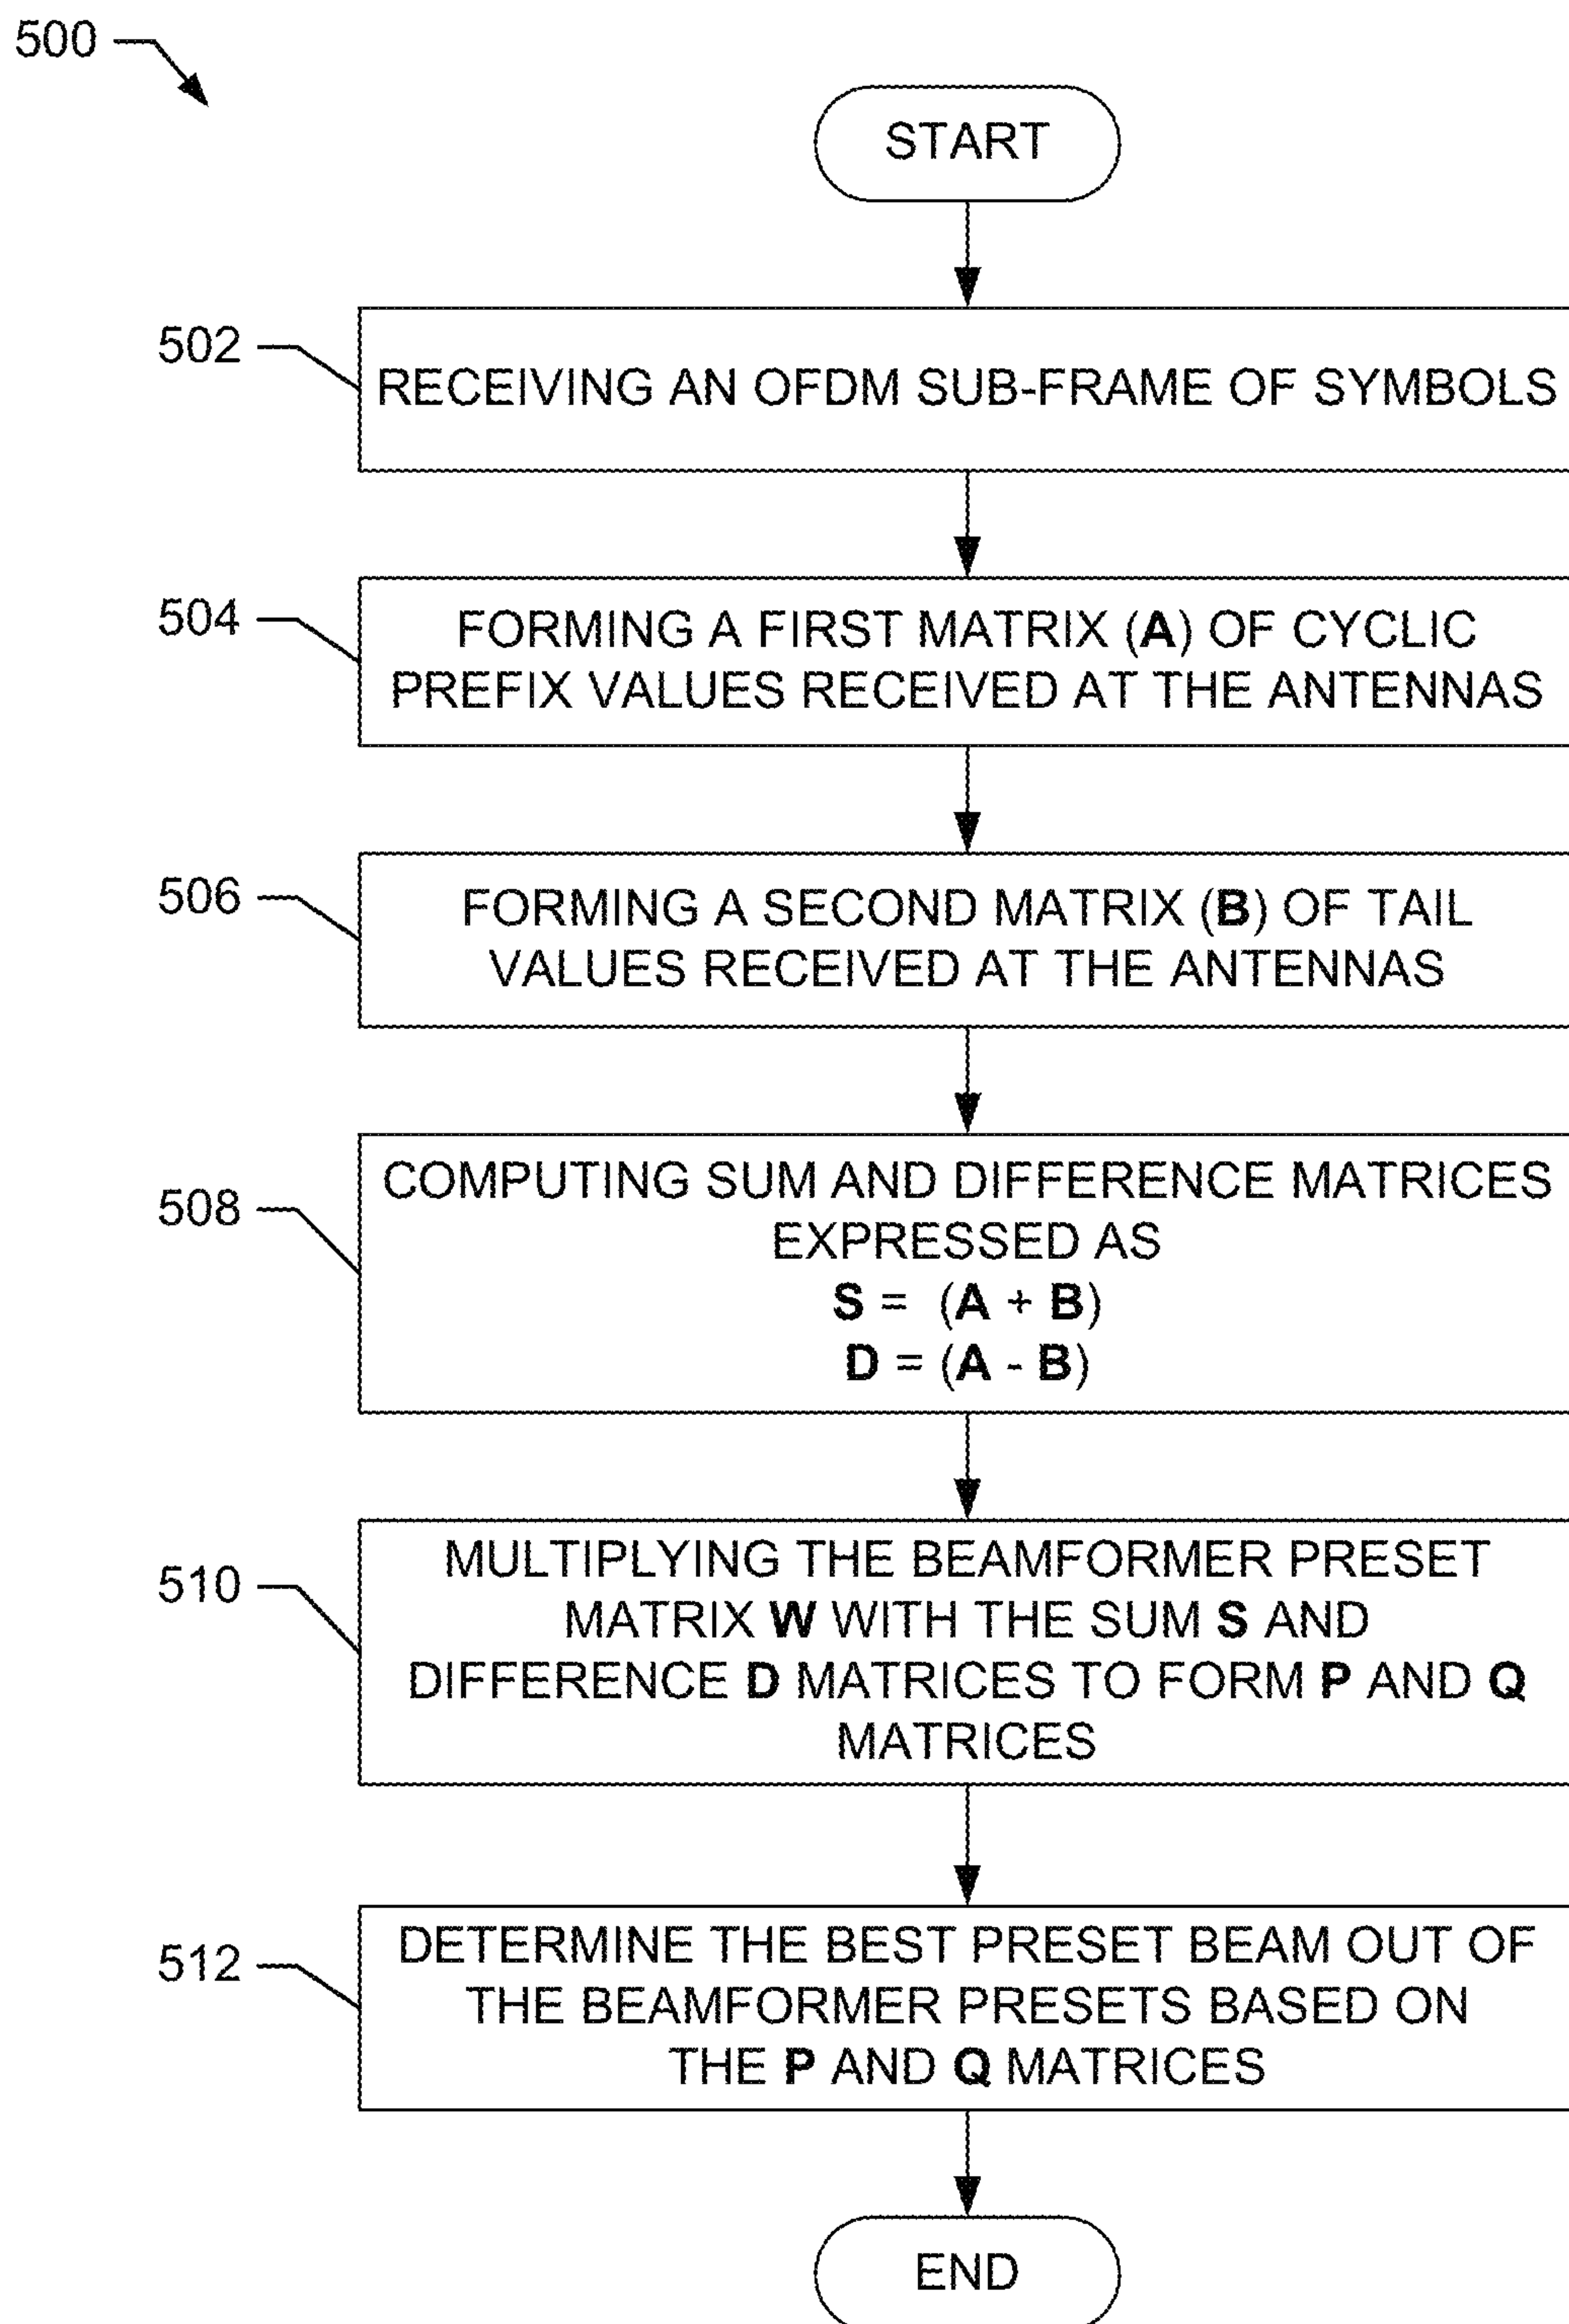 500
START
502
RECEIVING AN OFDM SUB-FRAME OF SYMBOLS
504
FORMING A FIRST MATRIX (A) OF CYCLIC
PREFIX VALUES RECEIVED AT THE ANTENNAS
506
FORMING A SECOND MATRIX (B) OF TAIL
VALUES RECEIVED AT THE ANTENNAS
508
COMPUTING SUM AND DIFFERENCE MATRICES
EXPRESSED AS
S = (A + B)
D = (A - B)
510
MULTIPLYING THE BEAMFORMER PRESET
MATRIX W WITH THE SUM S AND
DIFFERENCE D MATRICES TO FORM P AND Q
MATRICES
512
DETERMINE THE BEST PRESET BEAM OUT OF
THE BEAMFORMER PRESETS BASED ON
THE P AND Q MATRICES
END